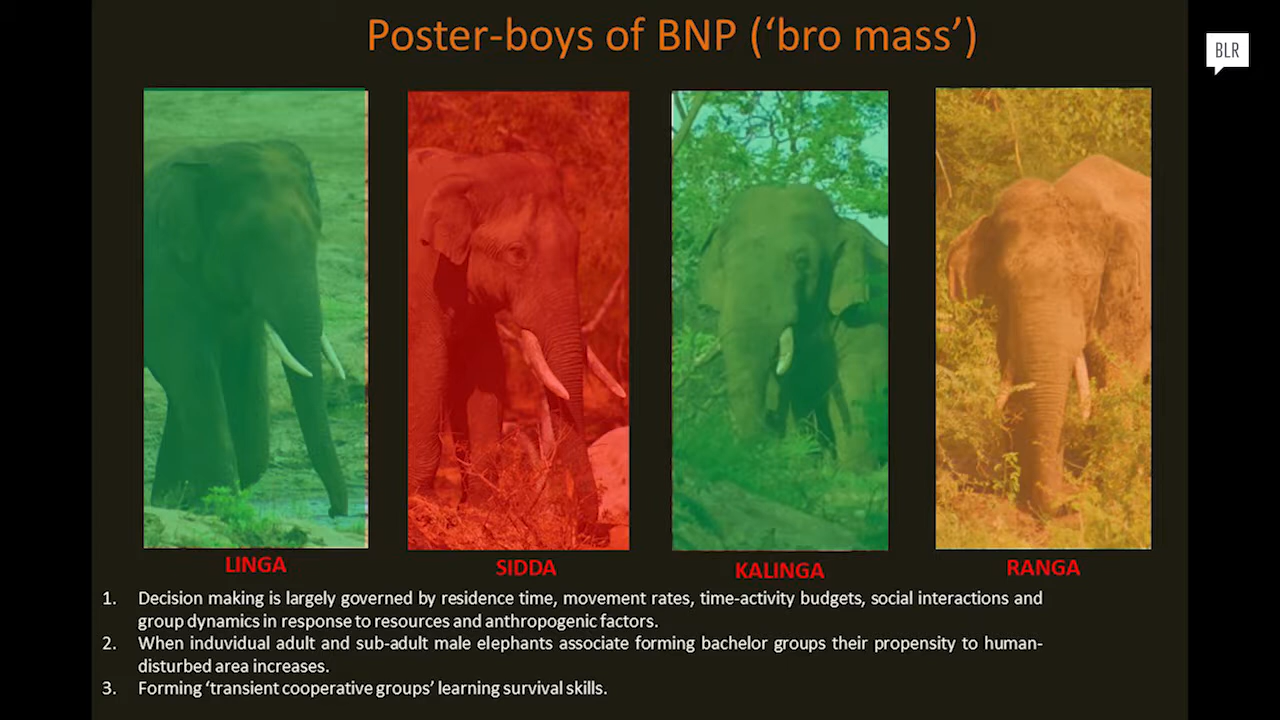 Poster-boys of BNP (‘bro mass’)
BLR
LINGA
SIDDA
KALINGA
RANGA
1. Decision making is largely governed by residence time, movement rates, time-activity budgets, social interactions and
group dynamics in response to resources and anthropogenic factors.
2. When induvidual adult and sub-adult male elephants associate forming bachelor groups their propensity to human-
disturbed area increases.
3. Forming ‘transient cooperative groups’ learning survival skills.